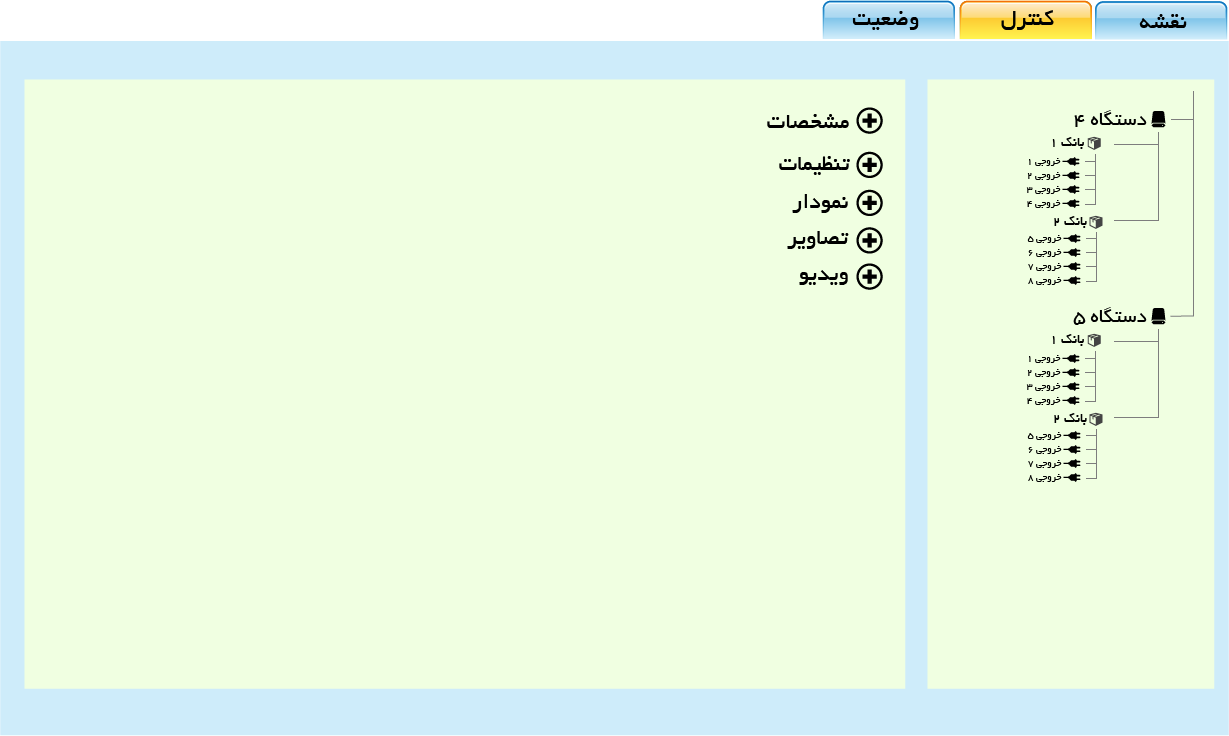 نقشه
کنترل
وضعیت
دستگاه ۴
بانک ۱
خروجی ۱
خروجی ۲
خروجی ۳
خروجی ۴
بانک ۲
خروجی ۵
خروجی ۶
خروجی ۷
خروجی ۸
دستگاه ۵
بانک ۱
خروجی ۱
خروجی ۲
خروجی ۳
خروجی ۴
بانک ۲
خروجی ۵
خروجی ۶
خروجی ۷
خروجی ۸
مشخصات
تنظیمات
نمودار
تصاویر
ویدیو